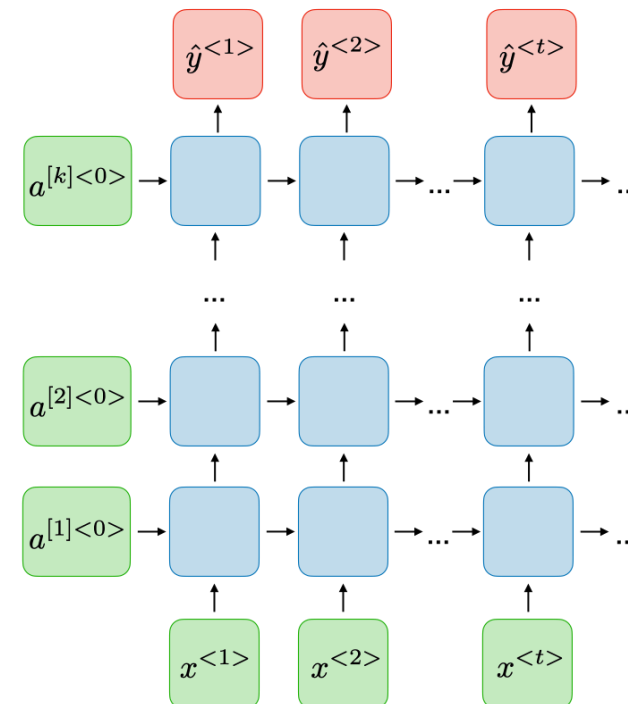 ŷ<1> ŷ<2> ŷ<t>
a[k]<0> ... ...
... ... ...
a[2]<0> ... ...
a[1]<0> ... ...
x<1> x<2> x<t>